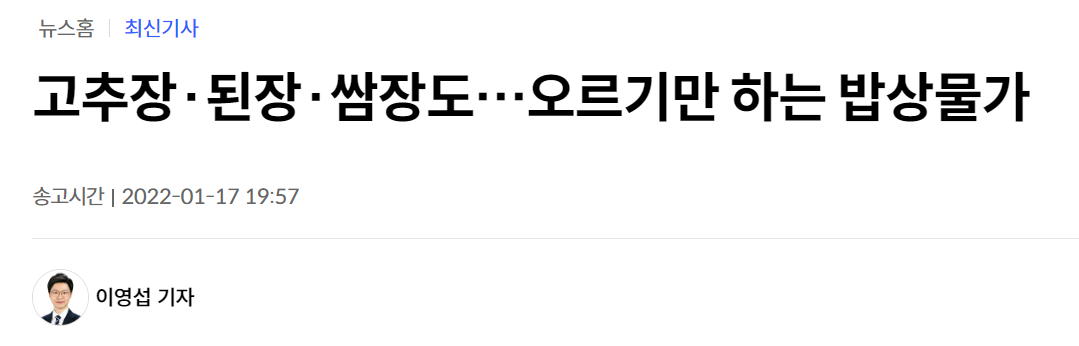 뉴스홈 | 최신기사
고추장·된장·쌈장도…오르기만 하는 밥상물가
송고시간 | 2022-01-17 19:57
이영섭 기자